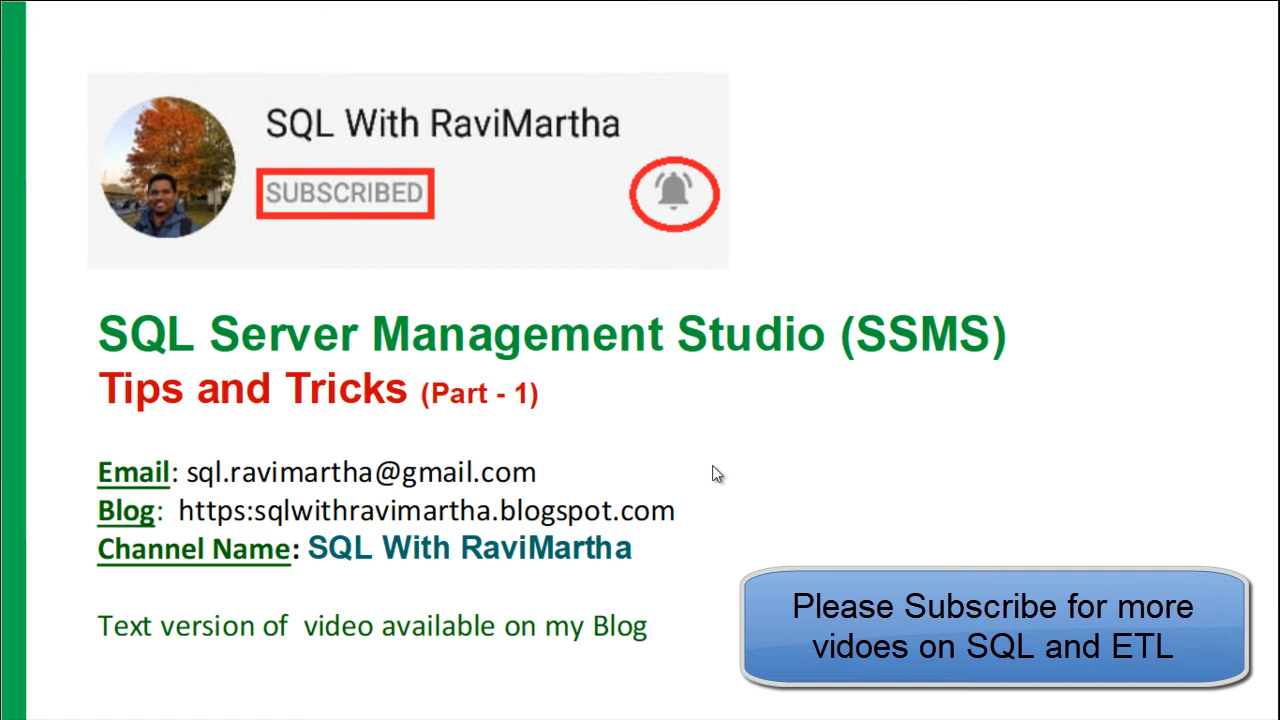 SQL With RaviMartha
SUBSCRIBED
SQL Server Management Studio (SSMS)
Tips and Tricks (Part - 1)
Email: sql.ravimartha@gmail.com
Blog:  https:sqlwithravimartha.blogspot.com
Channel Name: SQL With RaviMartha
Text version of  video available on my Blog
Please Subscribe for more
vidoes on SQL and ETL